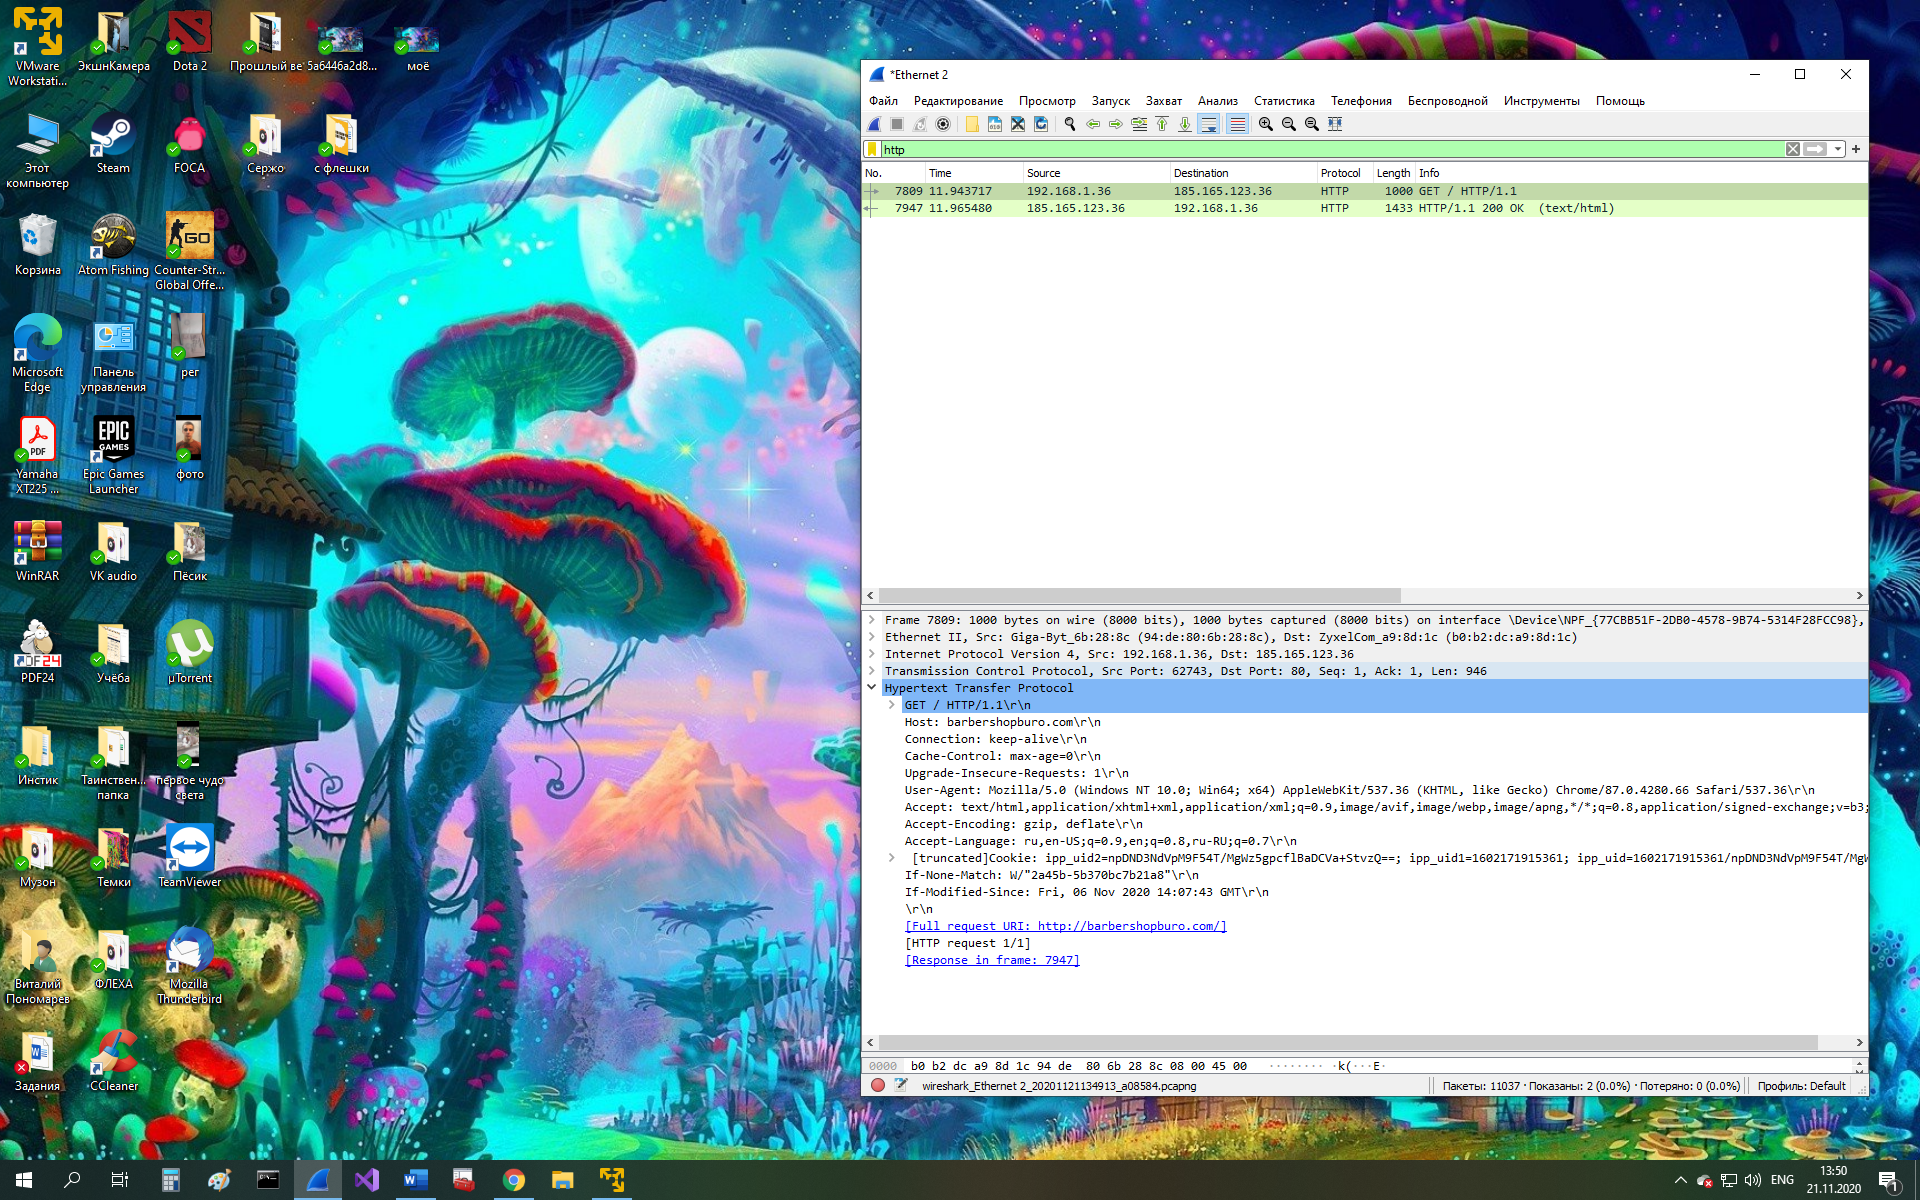 VMware Workstati...
ЭкшнКамера
Dota 2
Прошлый ве
5a6446a2d8...
моё
Этот компьютер
Steam
FOCA
Сержо
с флешки
Корзина
Atom Fishing
Counter-Str... Global Offe...
GO
Microsoft Edge
Панель управления
рег
PDF
Yamaha XT225 ...
EPIC GAMES
Epic Games Launcher
фото
WinRAR
VK audio
Пёсик
PDF24
Учёба
µTorrent
Инстик
Таинствен... папка
первое чудо света
Музон
Темки
TeamViewer
Виталий Пономарев
ФЛЕХА
Mozilla Thunderbird
Задания
CCleaner
*Ethernet 2
Файл Редактирование Просмотр Запуск Захват Анализ Статистика Телефония Беспроводной Инструменты Помощь
http
No. Time Source Destination Protocol Length Info
7809 11.943717 192.168.1.36 185.165.123.36 HTTP 1000 GET / HTTP/1.1
7947 11.965480 185.165.123.36 192.168.1.36 HTTP 1433 HTTP/1.1 200 OK (text/html)
Frame 7809: 1000 bytes on wire (8000 bits), 1000 bytes captured (8000 bits) on interface \Device\NPF_{77CBB51F-2DB0-4578-9B74-5314F28FCC98},
Ethernet II, Src: Giga-Byt_6b:28:8c (94:de:80:6b:28:8c), Dst: ZyxelCom_a9:8d:1c (b0:b2:dc:a9:8d:1c)
Internet Protocol Version 4, Src: 192.168.1.36, Dst: 185.165.123.36
Transmission Control Protocol, Src Port: 62743, Dst Port: 80, Seq: 1, Ack: 1, Len: 946
Hypertext Transfer Protocol
GET / HTTP/1.1\r\n
Host: barbershopburo.com\r\n
Connection: keep-alive\r\n
Cache-Control: max-age=0\r\n
Upgrade-Insecure-Requests: 1\r\n
User-Agent: Mozilla/5.0 (Windows NT 10.0; Win64; x64) AppleWebKit/537.36 (KHTML, like Gecko) Chrome/87.0.4280.66 Safari/537.36\r\n
Accept: text/html,application/xhtml+xml,application/xml;q=0.9,image/avif,image/webp,image/apng,*/*;q=0.8,application/signed-exchange;v=b3;
Accept-Encoding: gzip, deflate\r\n
Accept-Language: ru,en-US;q=0.9,en;q=0.8,ru-RU;q=0.7\r\n
[truncated]Cookie: ipp_uid2=npDND3NdVpM9F54T/MgWz5gpcflBaDCVa+StvzQ==; ipp_uid1=1602171915361; ipp_uid=1602171915361/npDND3NdVpM9F54T/MgW
If-None-Match: W/"2a45b-5b370bc7b21a8"\r\n
If-Modified-Since: Fri, 06 Nov 2020 14:07:43 GMT\r\n
\r\n
[Full request URI: http://barbershopburo.com/]
[HTTP request 1/1]
[Response in frame: 7947]
0000 b0 b2 dc a9 8d 1c 94 de 80 6b 28 8c 08 00 45 00 ········ ·k(···E·
wireshark_Ethernet 2_20201121134913_a08584.pcapng
Пакеты: 11037 · Показаны: 2 (0.0%) · Потеряно: 0 (0.0%)
Профиль: Default
ENG
13:50
21.11.2020
1